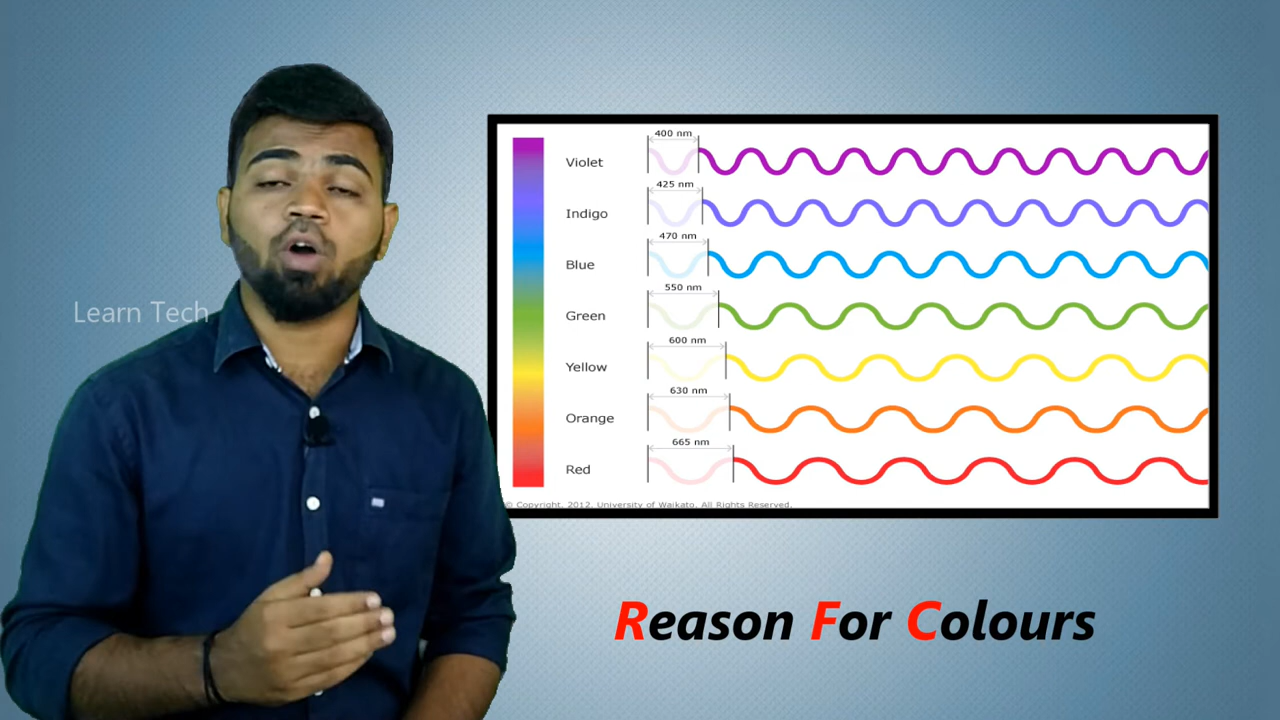 Learn Tech
400 nm
Violet
425 nm
Indigo
470 nm
Blue
550 nm
Green
600 nm
Yellow
630 nm
Orange
665 nm
Red
© Copyright. 2012. University of Waikato. All Rights Reserved.
Reason For Colours